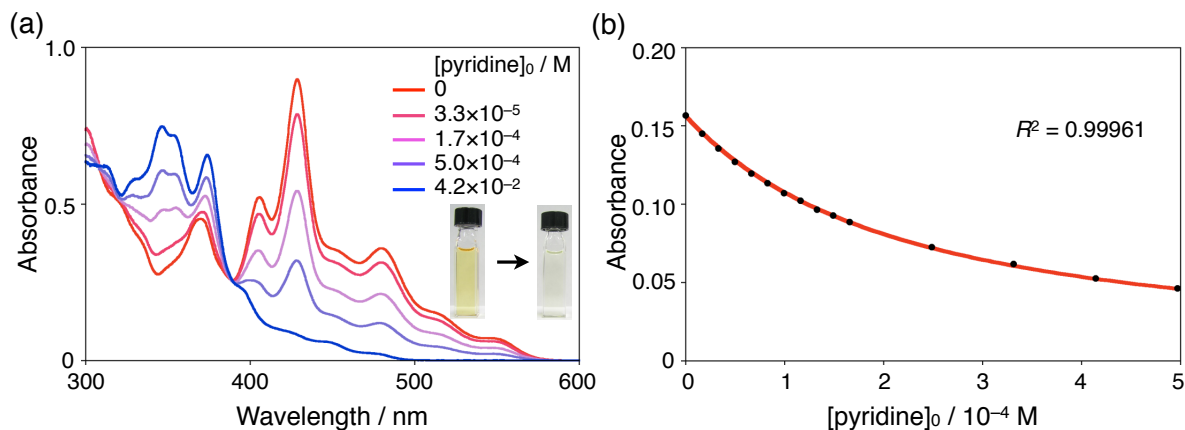 (a)
1.0
0.5
0
Absorbance
300
400
500
600
Wavelength / nm
[pyridine]₀ / M
0
3.3×10⁻⁵
1.7×10⁻⁴
5.0×10⁻⁴
4.2×10⁻²
(b)
0.20
0.15
0.10
0.05
0
Absorbance
R² = 0.99961
0
1
2
3
4
5
[pyridine]₀ / 10⁻⁴ M